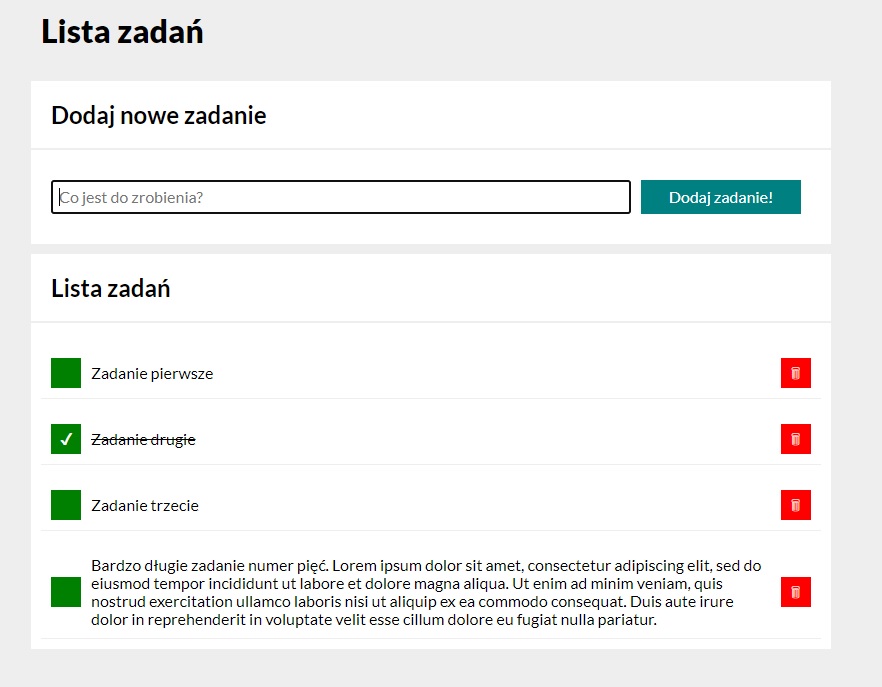 Lista zadań
Dodaj nowe zadanie
Co jest do zrobienia?
Dodaj zadanie!
Lista zadań
Zadanie pierwsze
Zadanie drugie
Zadanie trzecie
Bardzo długie zadanie numer pięć. Lorem ipsum dolor sit amet, consectetur adipiscing elit, sed do
eiusmod tempor incididunt ut labore et dolore magna aliqua. Ut enim ad minim veniam, quis
nostrud exercitation ullamco laboris nisi ut aliquip ex ea commodo consequat. Duis aute irure
dolor in reprehenderit in voluptate velit esse cillum dolore eu fugiat nulla pariatur.